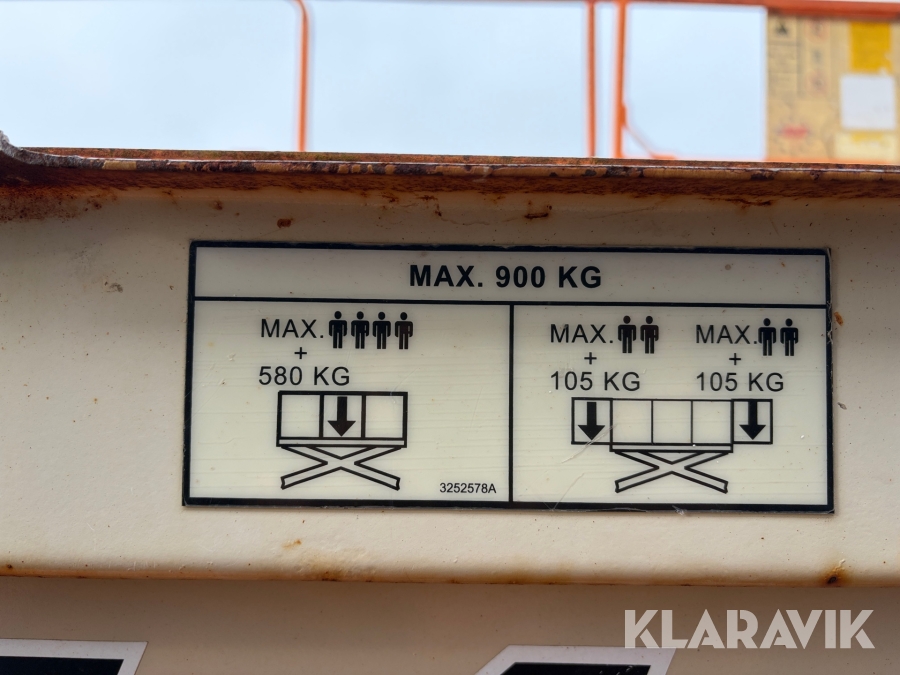 MAX. 900 KG
MAX.
+
580 KG
3252578A
MAX.
+
105 KG
MAX.
+
105 KG
KLARAVIK